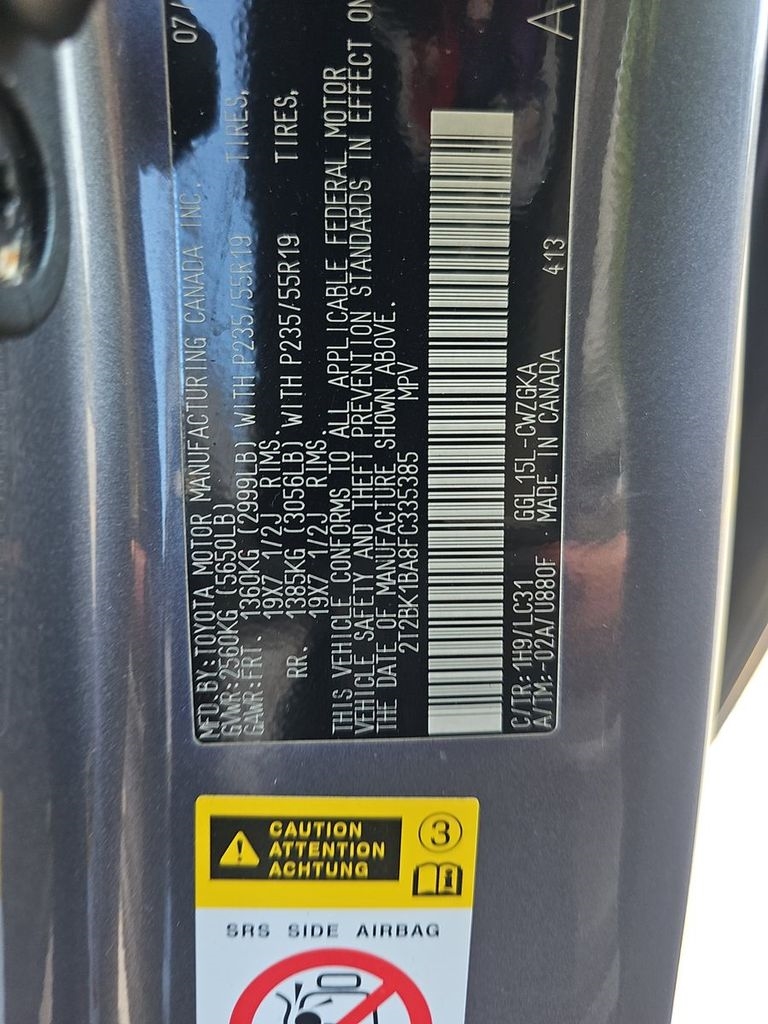 07/
MFD.BY:TOYOTA MOTOR MANUFACTURING CANADA INC.
GVWR:2560KG (5650LB)
GAWR:FRT. 1360KG (2999LB) WITH P235/55R19 TIRES,
19X7 1/2J RIMS.
RR. 1385KG (3056LB) WITH P235/55R19 TIRES,
19X7 1/2J RIMS.
THIS VEHICLE CONFORMS TO ALL APPLICABLE FEDERAL MOTOR
VEHICLE SAFETY AND THEFT PREVENTION STANDARDS IN EFFECT ON
THE DATE OF MANUFACTURE SHOWN ABOVE.
2T2BK1BA8FC335385 MPV
C/TR:1H9/LC31 GGL15L-CWZGKA
A/TM:-02A/U880F MADE IN CANADA 413
A
CAUTION
ATTENTION
ACHTUNG
3
SRS SIDE AIRBAG